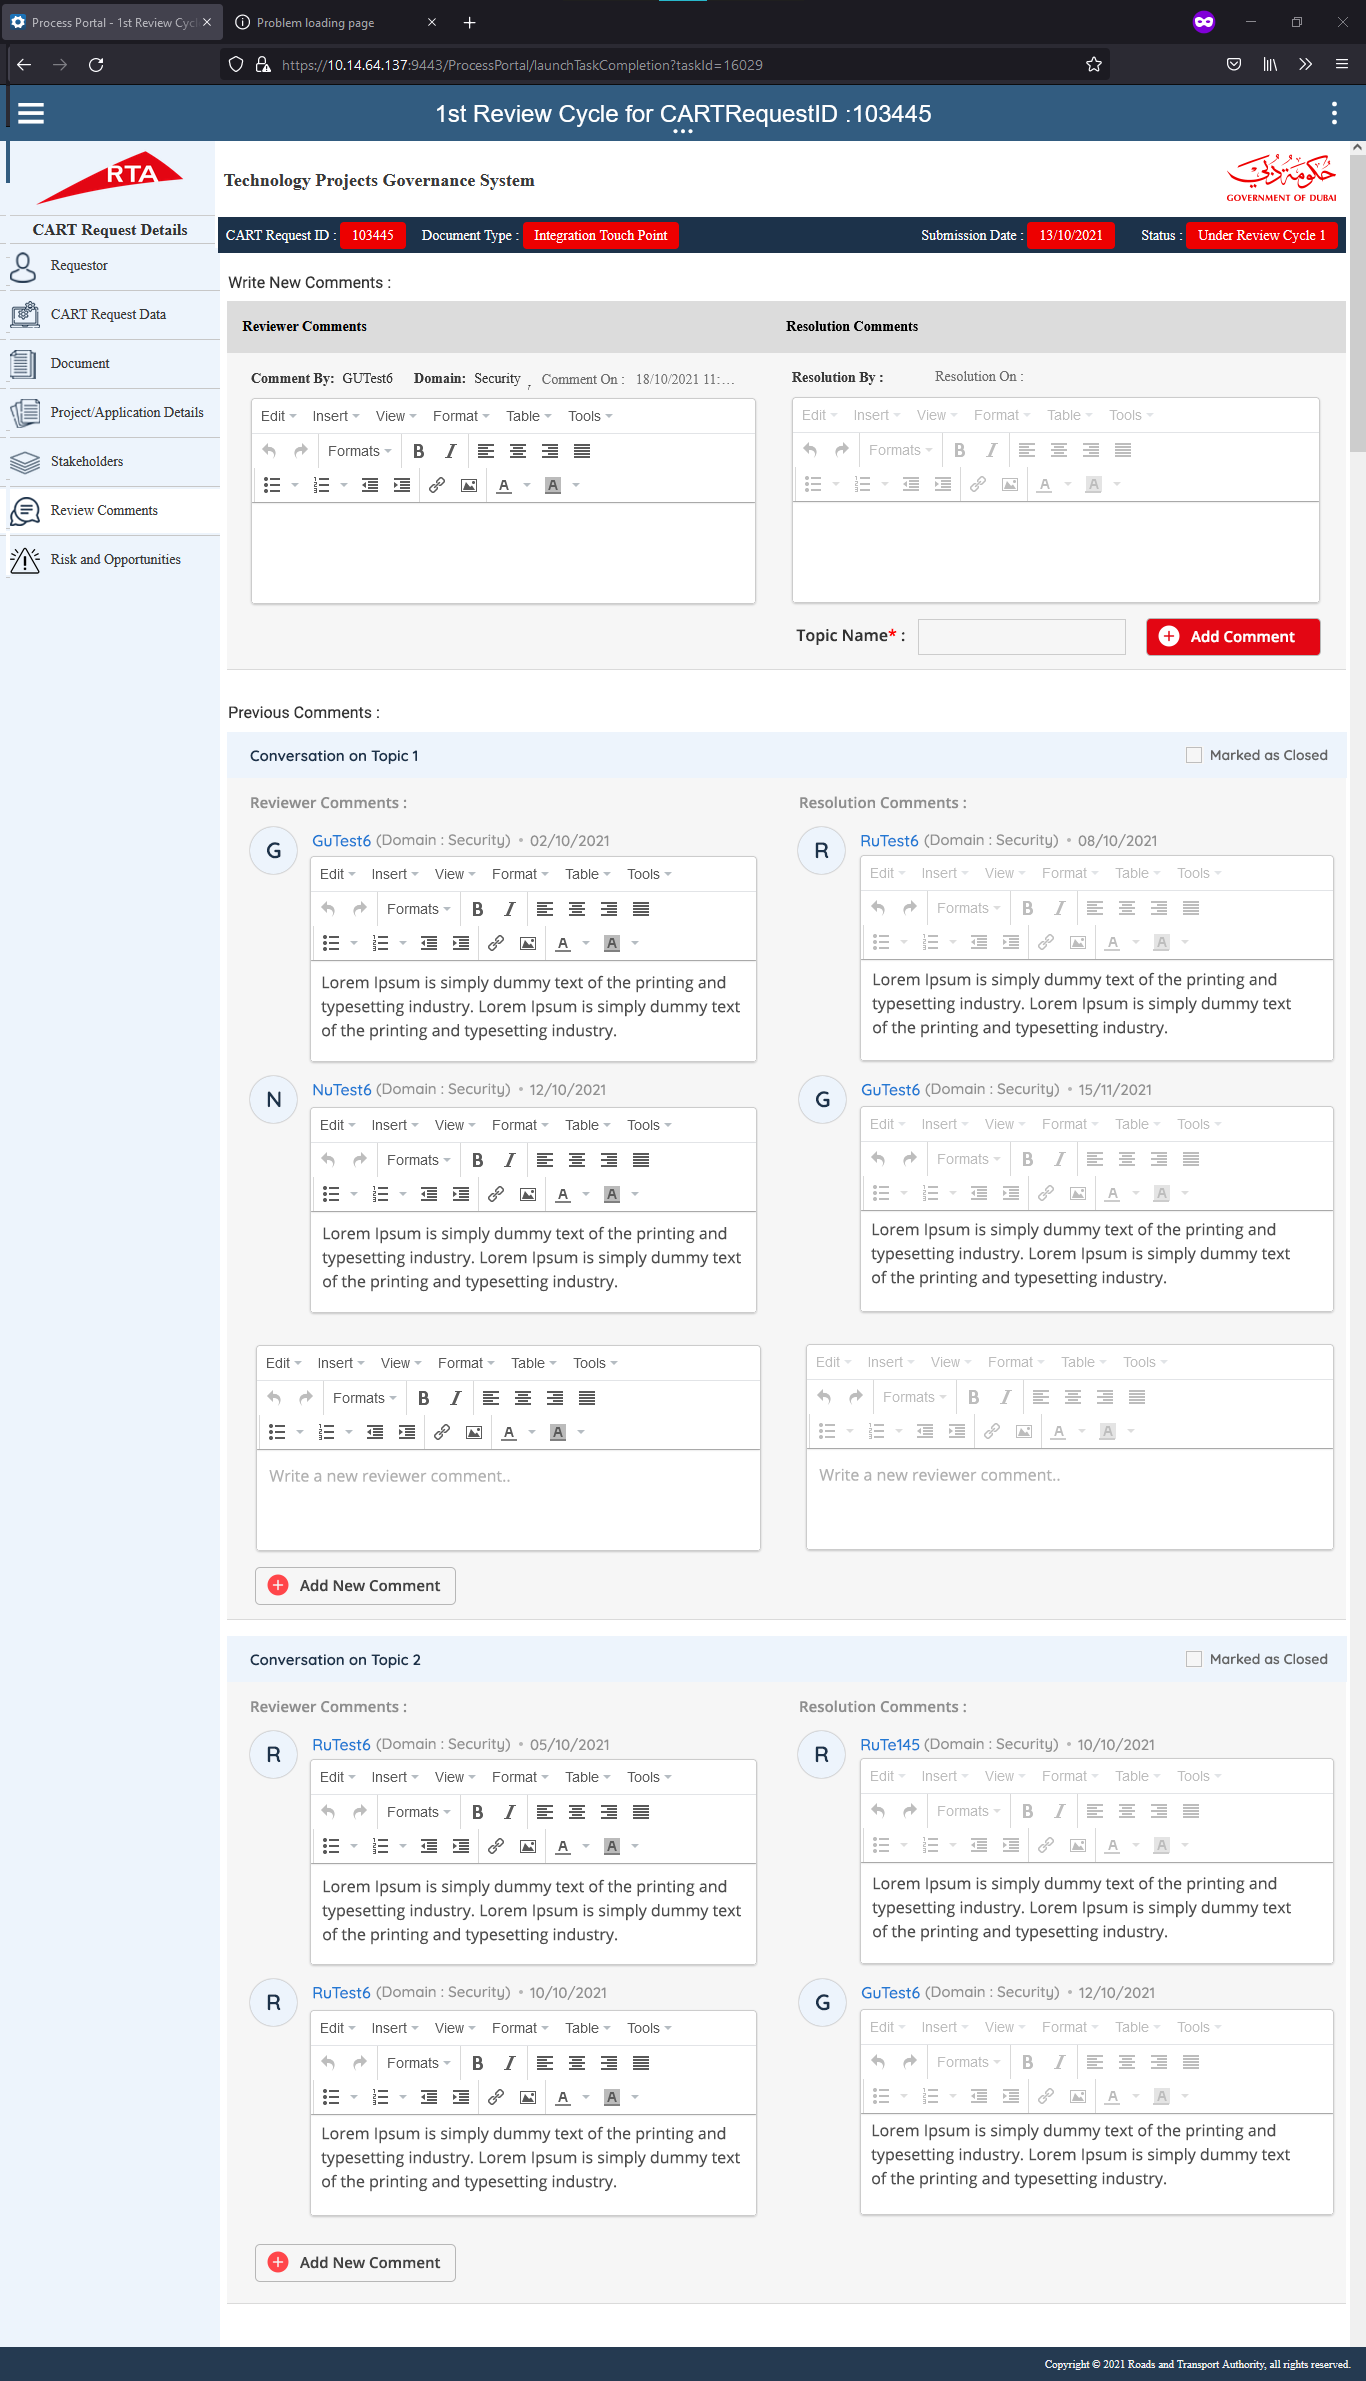 Process Portal - 1st Review Cycl
Problem loading page
https://10.14.64.137:9443/ProcessPortal/launchTaskCompletion?taskId=16029
1st Review Cycle for CARTRequestID :103445
RTA
Technology Projects Governance System
حكومة دبي
GOVERNMENT OF DUBAI
CART Request Details
CART Request ID : 103445 Document Type : Integration Touch Point Submission Date : 13/10/2021 Status : Under Review Cycle 1
Requestor
CART Request Data
Document
Project/Application Details
Stakeholders
Review Comments
Risk and Opportunities
Write New Comments :
Reviewer Comments Resolution Comments
Comment By: GUTest6 Domain: Security , Comment On : 18/10/2021 11:... Resolution By : Resolution On :
Edit Insert View Format Table Tools
Formats B I
A A
Edit Insert View Format Table Tools
Formats B I
A A
Topic Name* : Add Comment
Previous Comments :
Conversation on Topic 1 Marked as Closed
Reviewer Comments : Resolution Comments :
G GuTest6 (Domain : Security) • 02/10/2021
Edit Insert View Format Table Tools
Formats B I
A A
Lorem Ipsum is simply dummy text of the printing and
typesetting industry. Lorem Ipsum is simply dummy text
of the printing and typesetting industry.
R RuTest6 (Domain : Security) • 08/10/2021
Edit Insert View Format Table Tools
Formats B I
A A
Lorem Ipsum is simply dummy text of the printing and
typesetting industry. Lorem Ipsum is simply dummy text
of the printing and typesetting industry.
N NuTest6 (Domain : Security) • 12/10/2021
Edit Insert View Format Table Tools
Formats B I
A A
Lorem Ipsum is simply dummy text of the printing and
typesetting industry. Lorem Ipsum is simply dummy text
of the printing and typesetting industry.
G GuTest6 (Domain : Security) • 15/11/2021
Edit Insert View Format Table Tools
Formats B I
A A
Lorem Ipsum is simply dummy text of the printing and
typesetting industry. Lorem Ipsum is simply dummy text
of the printing and typesetting industry.
Edit Insert View Format Table Tools
Formats B I
A A
Write a new reviewer comment..
Edit Insert View Format Table Tools
Formats B I
A A
Write a new reviewer comment..
Add New Comment
Conversation on Topic 2 Marked as Closed
Reviewer Comments : Resolution Comments :
R RuTest6 (Domain : Security) • 05/10/2021
Edit Insert View Format Table Tools
Formats B I
A A
Lorem Ipsum is simply dummy text of the printing and
typesetting industry. Lorem Ipsum is simply dummy text
of the printing and typesetting industry.
R RuTe145 (Domain : Security) • 10/10/2021
Edit Insert View Format Table Tools
Formats B I
A A
Lorem Ipsum is simply dummy text of the printing and
typesetting industry. Lorem Ipsum is simply dummy text
of the printing and typesetting industry.
R RuTest6 (Domain : Security) • 10/10/2021
Edit Insert View Format Table Tools
Formats B I
A A
Lorem Ipsum is simply dummy text of the printing and
typesetting industry. Lorem Ipsum is simply dummy text
of the printing and typesetting industry.
G GuTest6 (Domain : Security) • 12/10/2021
Edit Insert View Format Table Tools
Formats B I
A A
Lorem Ipsum is simply dummy text of the printing and
typesetting industry. Lorem Ipsum is simply dummy text
of the printing and typesetting industry.
Add New Comment
Copyright © 2021 Roads and Transport Authority, all rights reserved.